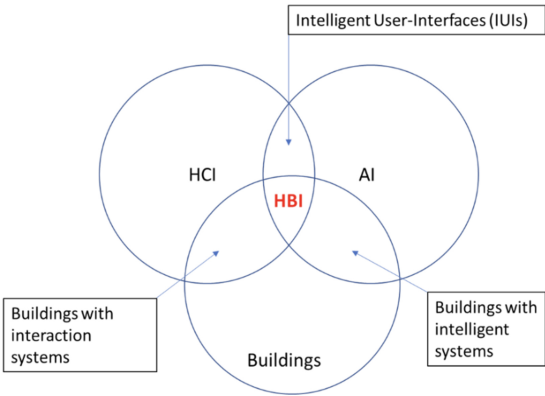 Intelligent User-Interfaces (IUIs)
HCI
AI
HBI
Buildings with
interaction
systems
Buildings with
intelligent
systems
Buildings